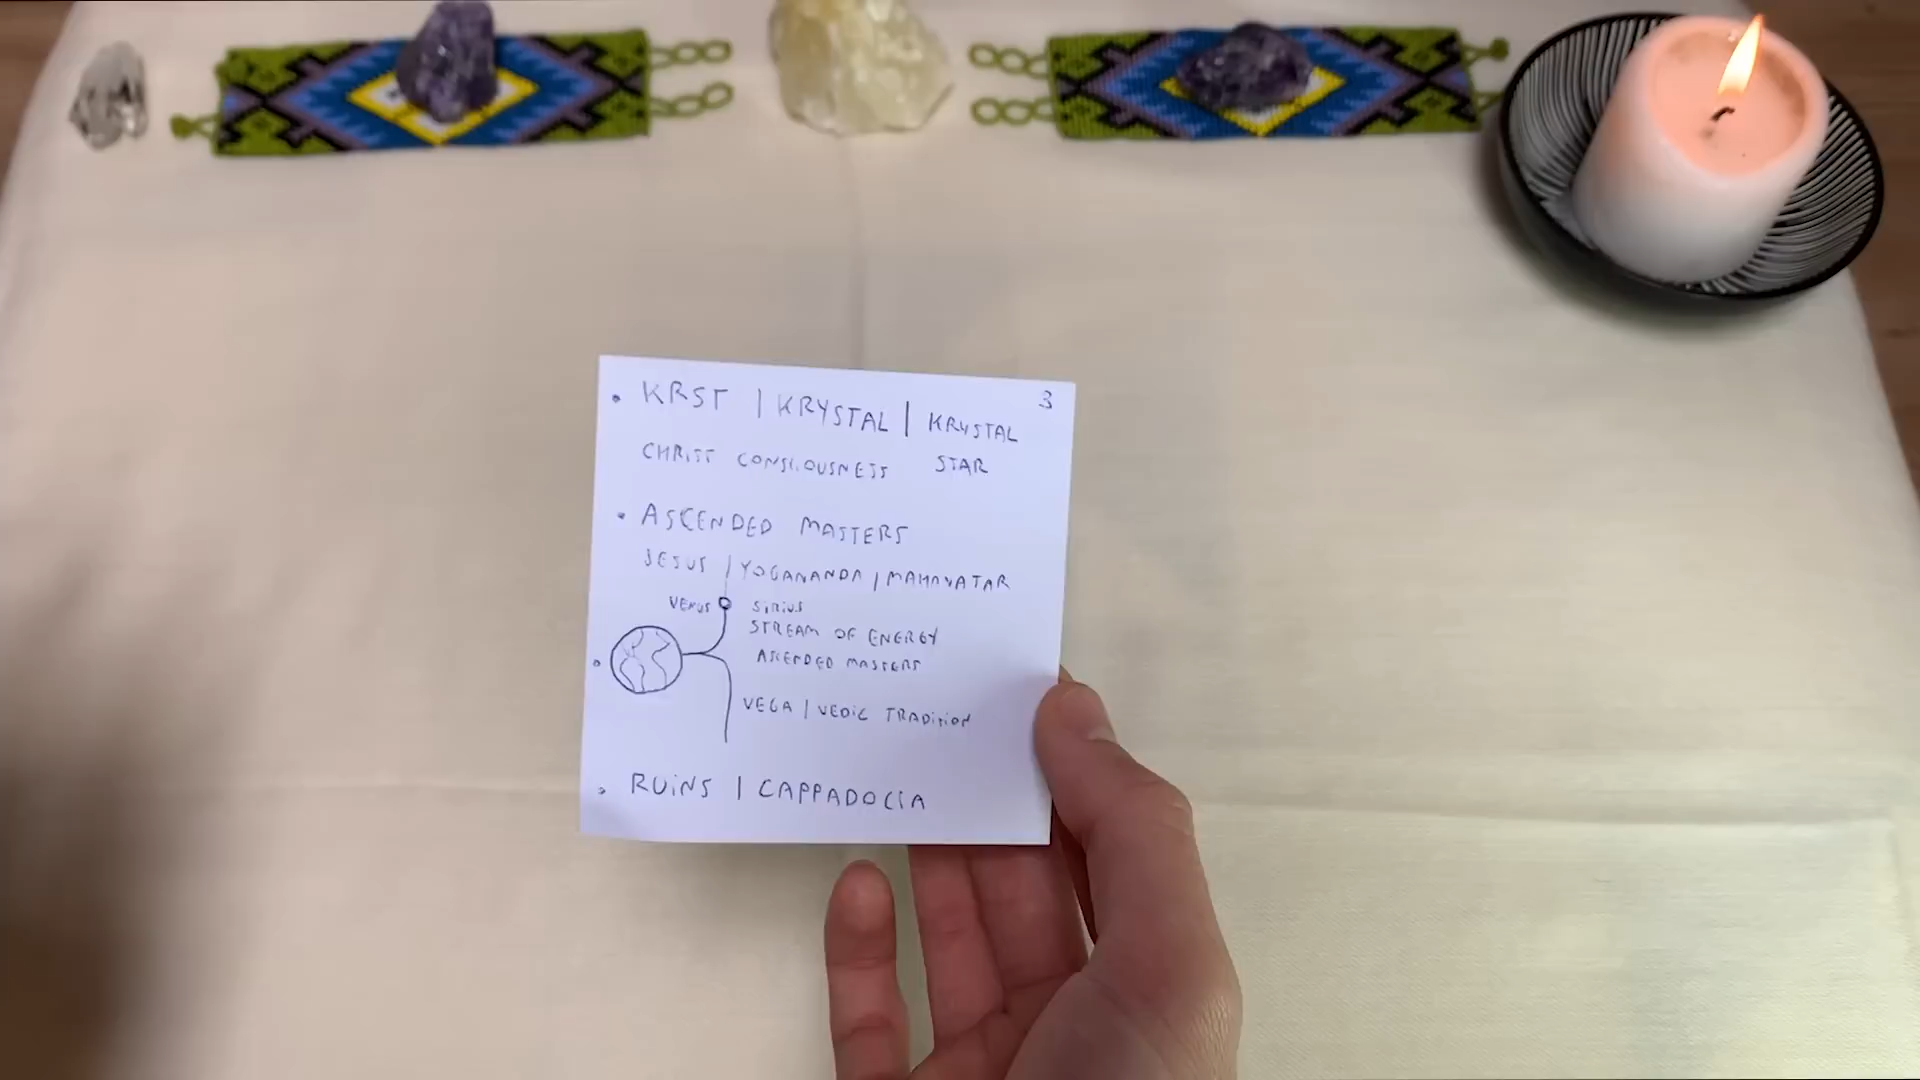 3
• KRST | KRYSTAL | KRYSTAL
CHRIST CONSIOUSNESS STAR
• ASCENDED MASTERS
JESUS | YOGANANDA | MAHAVATAR
VENUS SIRIUS
STREAM OF ENERGY
ASCENDED MASTERS
VEGA | VEDIC TRADITION
• RUINS | CAPPADOCIA